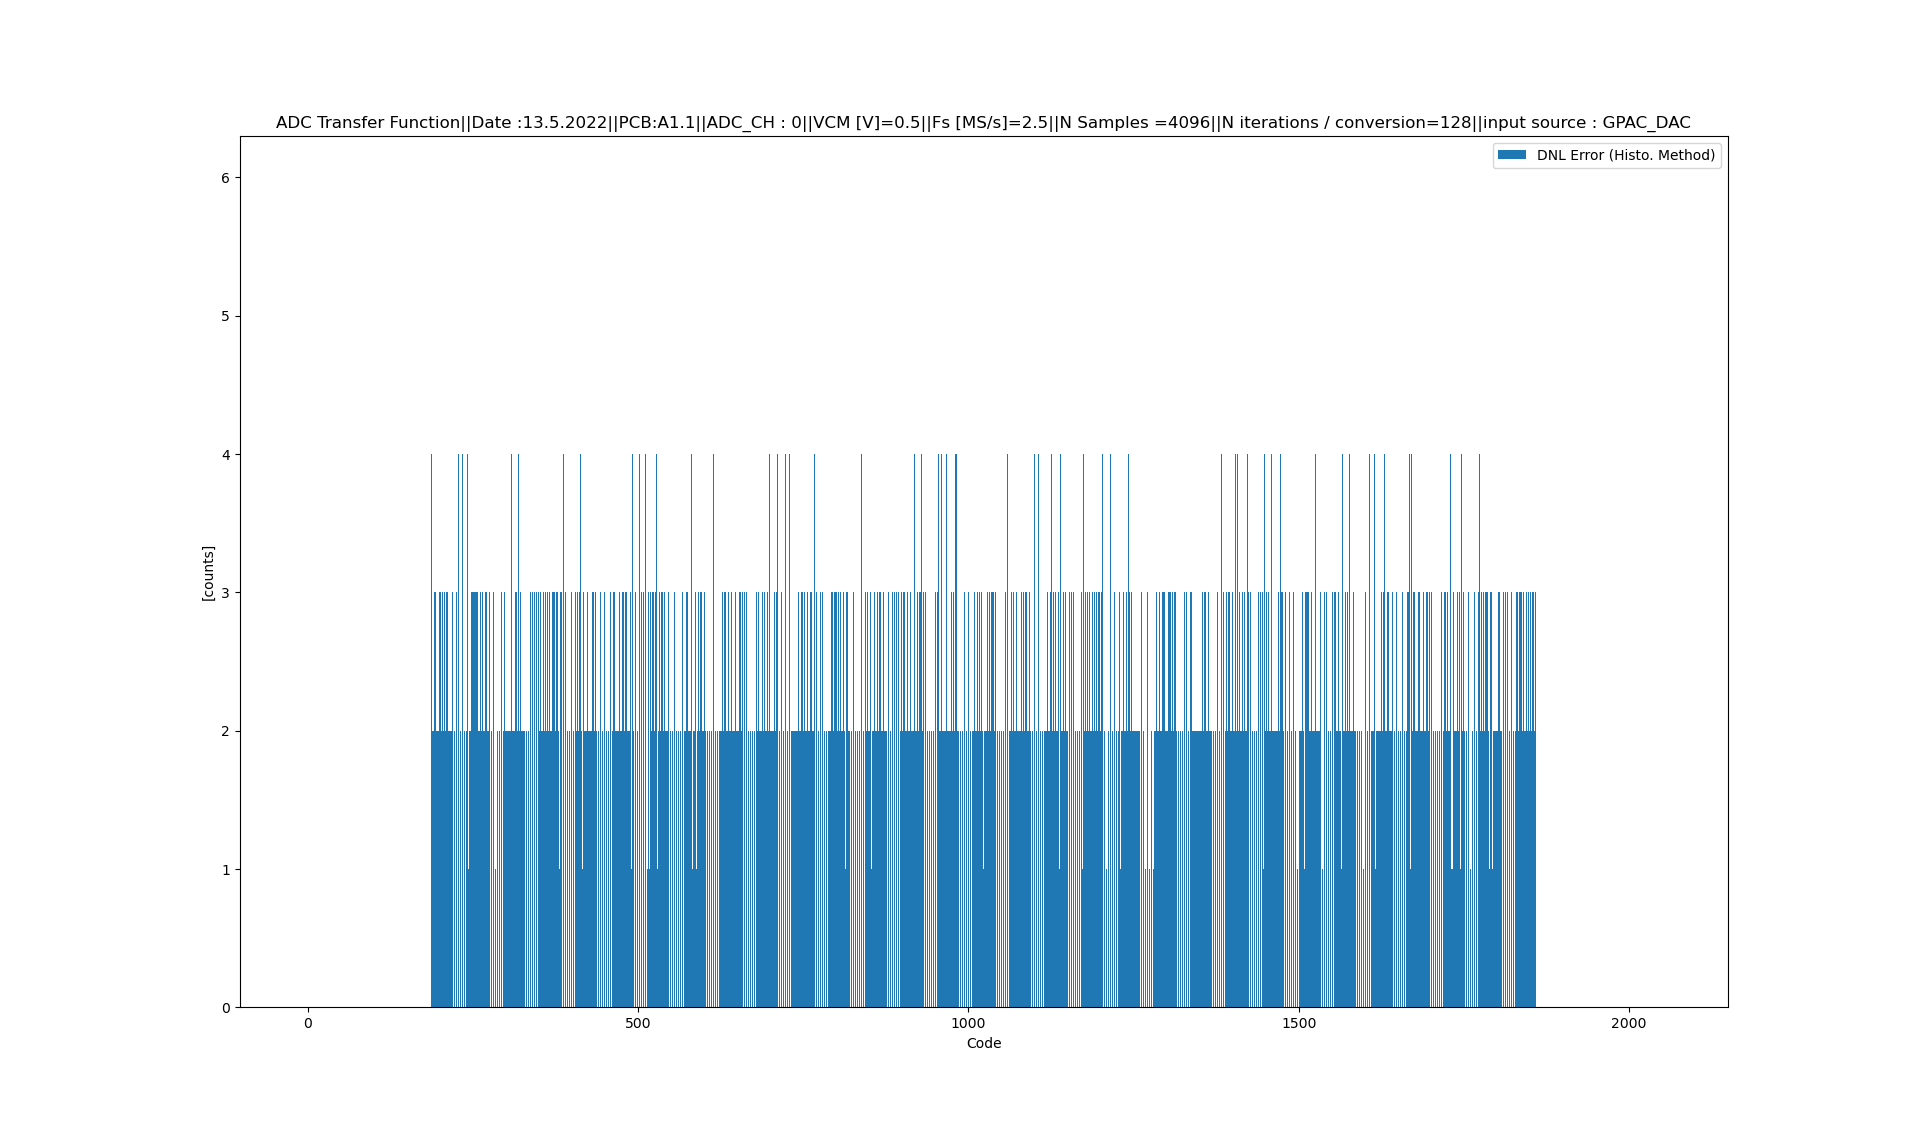 ADC Transfer Function||Date :13.5.2022||PCB:A1.1||ADC_CH : 0||VCM [V]=0.5||Fs [MS/s]=2.5||N Samples =4096||N iterations / conversion=128||input source : GPAC_DAC
DNL Error (Histo. Method)
6
5
4
3
2
1
0
[counts]
0 500 1000 1500 2000
Code